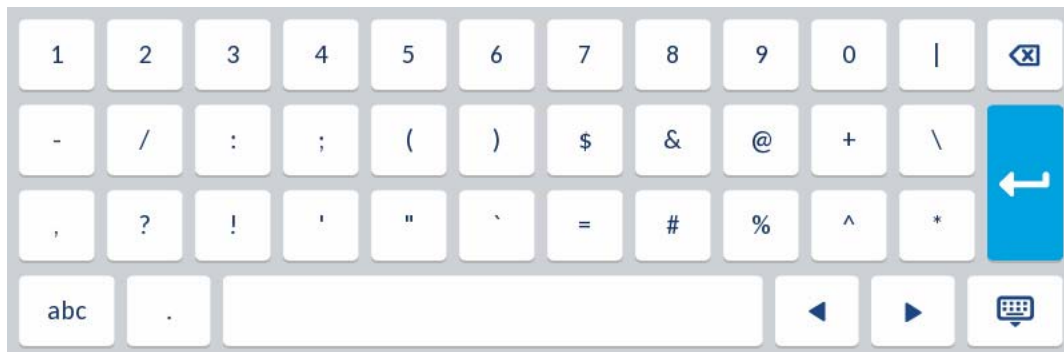 1 2 3 4 5 6 7 8 9 0 |
- / : ; ( ) $ & @ + \
, ? ! ' " ` = # % ^ *
abc .